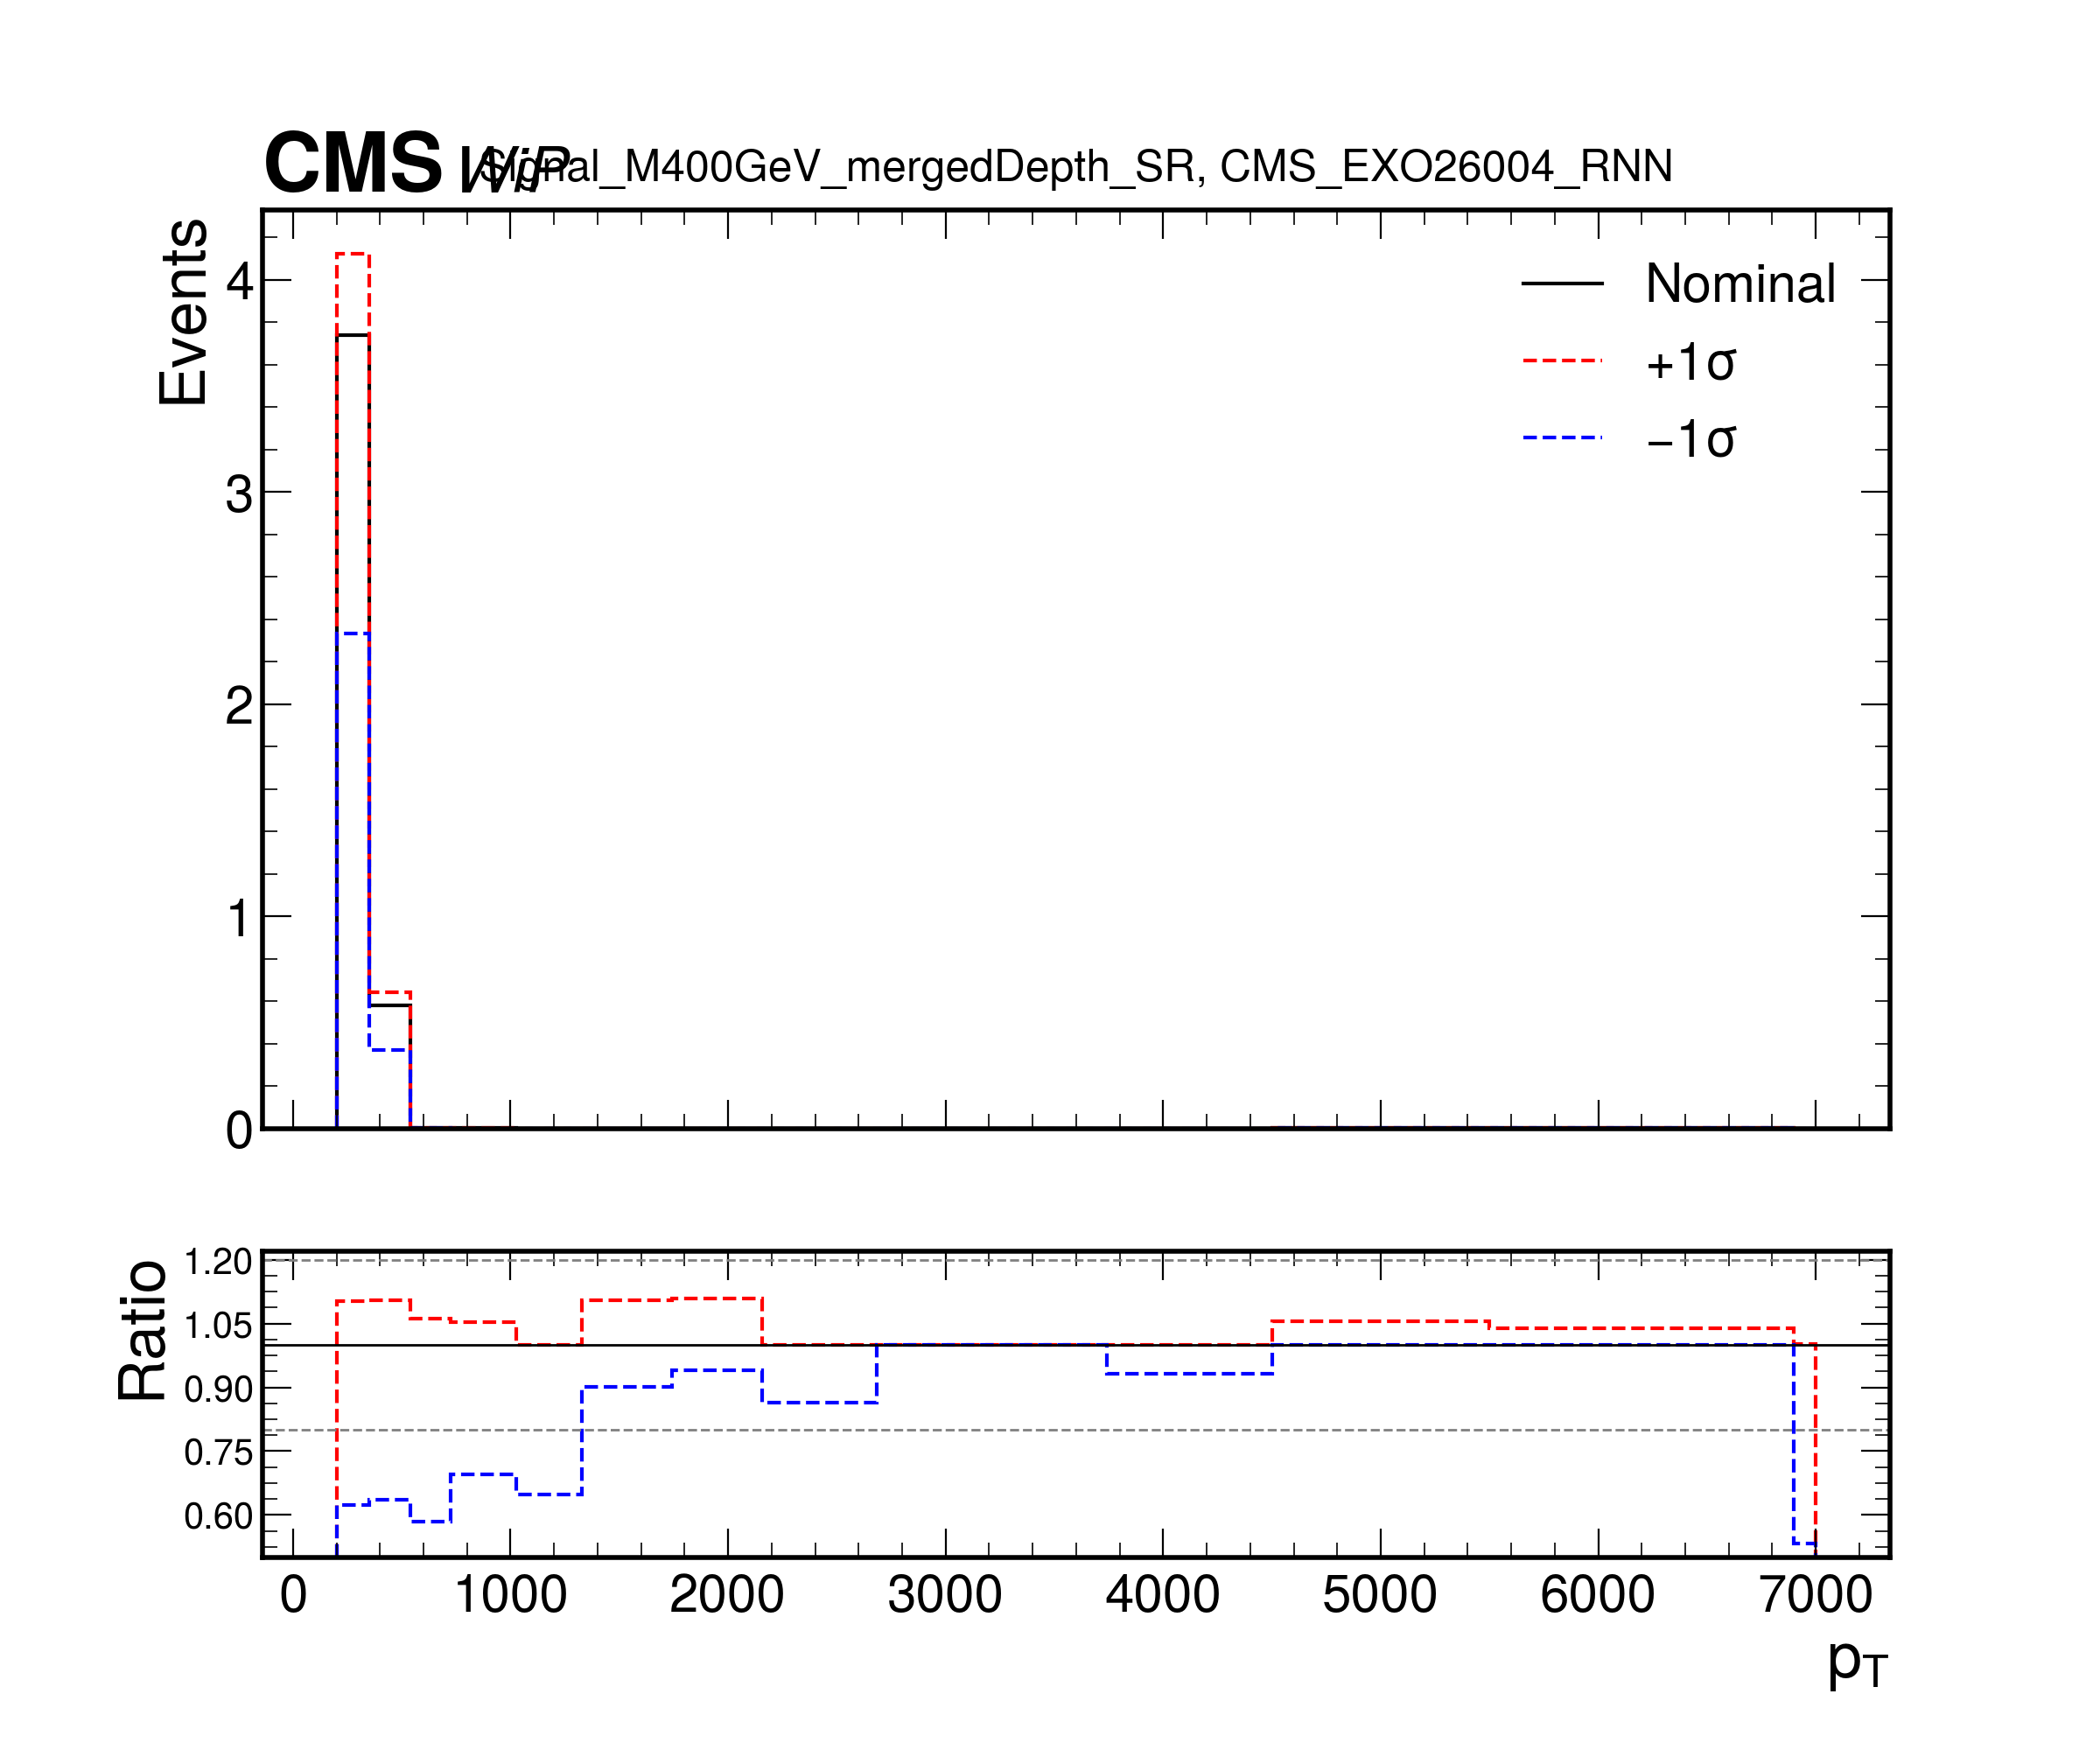 CMS WiP Signal_M400GeV_mergedDepth_SR, CMS_EXO26004_RNN
Events
4
3
2
1
0
Nominal
+1σ
−1σ
Ratio
1.20
1.05
0.90
0.75
0.60
0 1000 2000 3000 4000 5000 6000 7000
pT